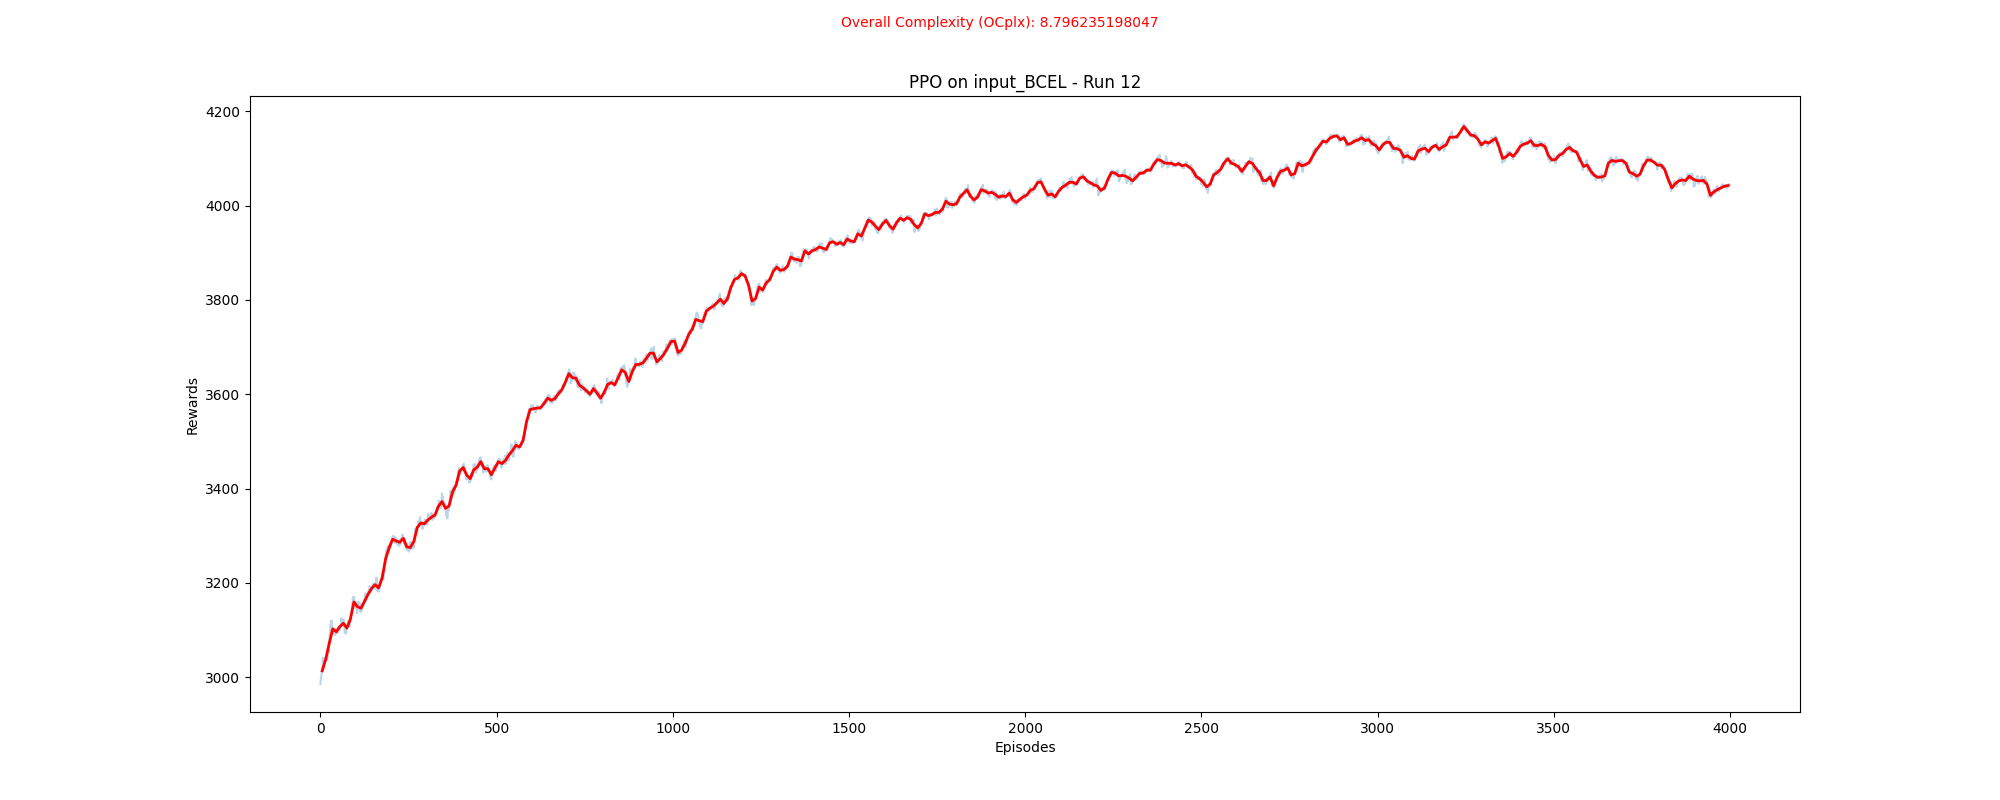 Overall Complexity (OCplx): 8.796235198047
PPO on input_BCEL - Run 12
4200
4000
3800
3600
3400
3200
3000
Rewards
0 500 1000 1500 2000 2500 3000 3500 4000
Episodes